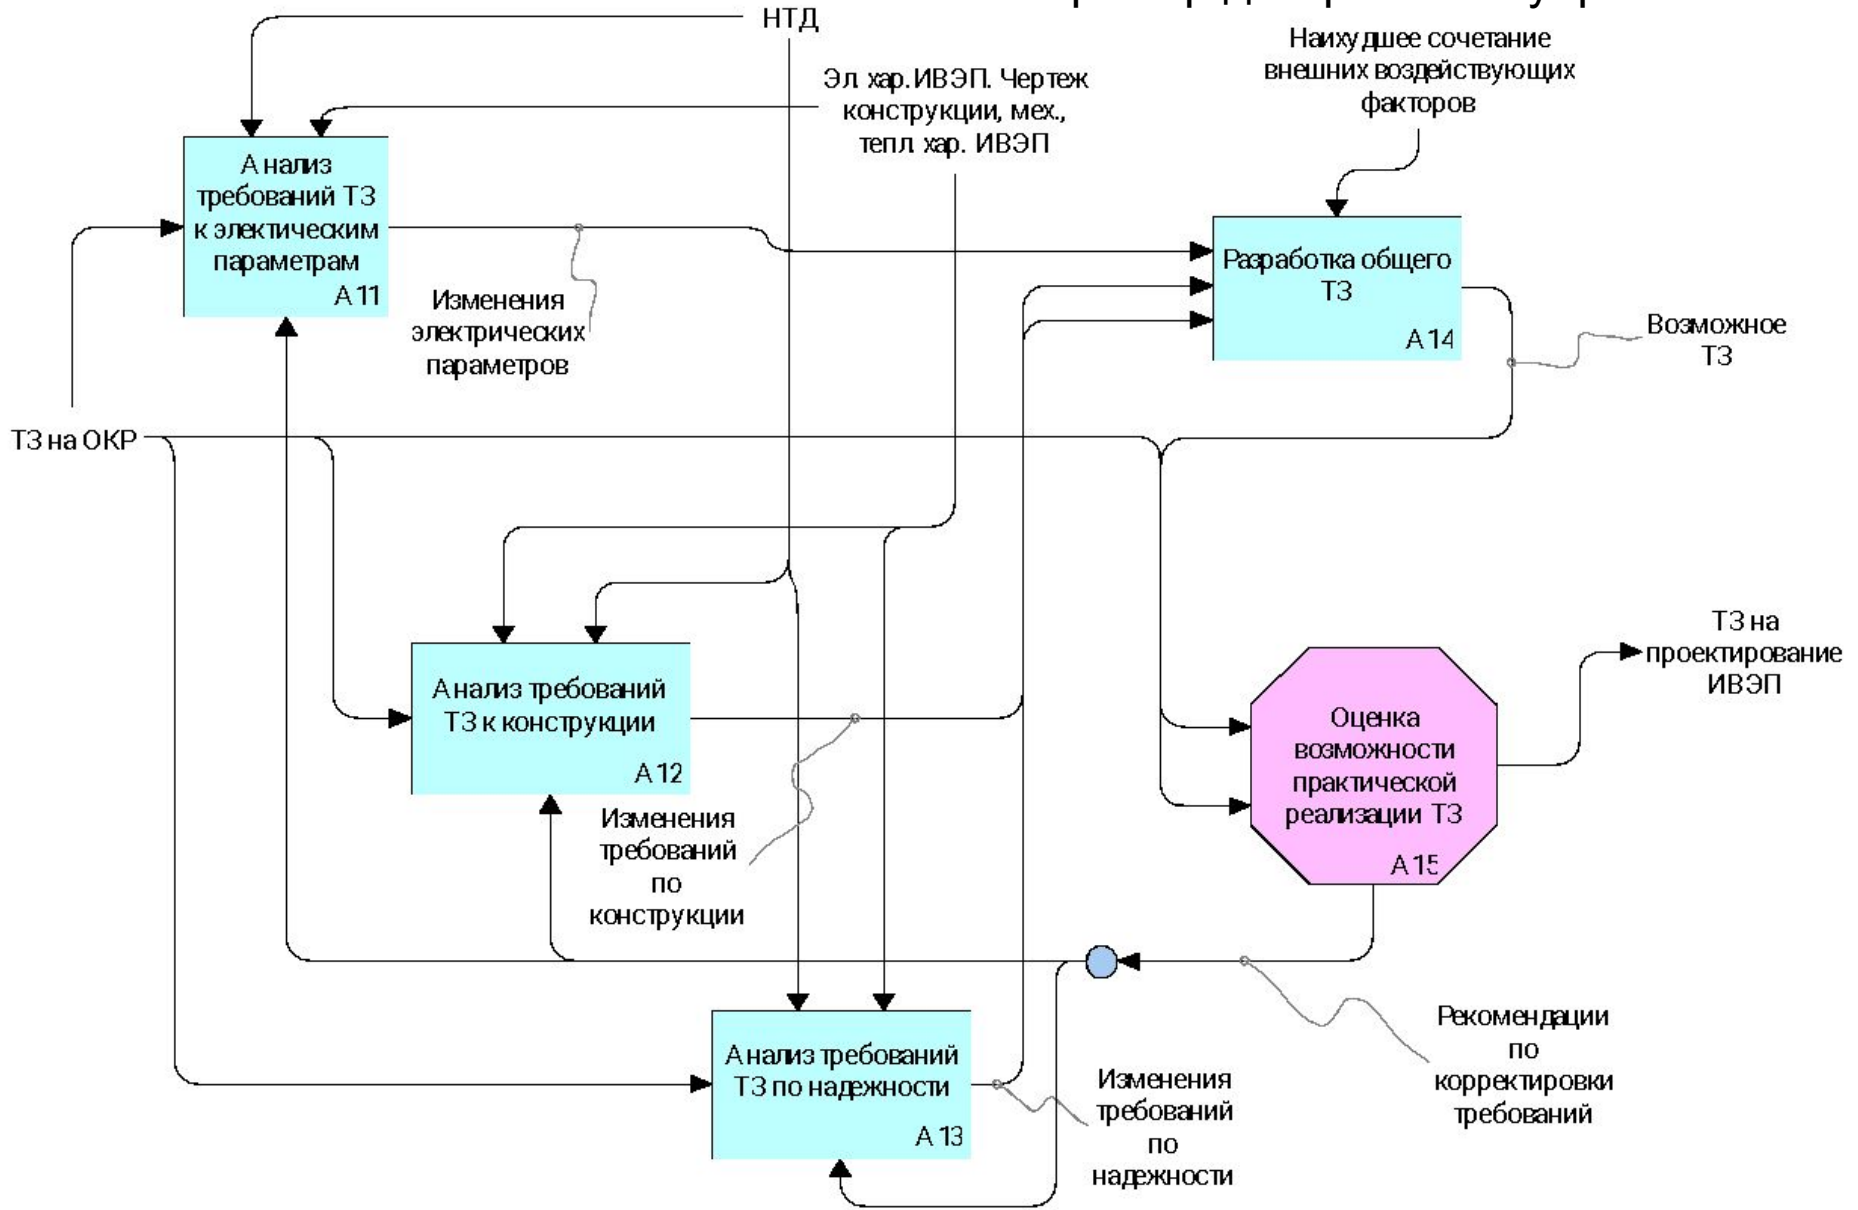 НТД
Наихудшее сочетание
внешних воздействующих
факторов
Эл. хар.ИВЭП. Чертеж
конструкции, мех.,
тепл. хар. ИВЭП
Анализ
требований ТЗ
к электическим
параметрам
А11
Разработка общего
ТЗ
А14
Изменения
электрических
параметров
Возможное
ТЗ
ТЗ на ОКР
ТЗ на
проектирование
ИВЭП
Анализ требований
ТЗ к конструкции
А12
Оценка
возможности
практической
реализации ТЗ
А15
Изменения
требований
по
конструкции
Рекомендации
по
корректировки
требований
Анализ требований
ТЗ по надежности
А13
Изменения
требований
по
надежности